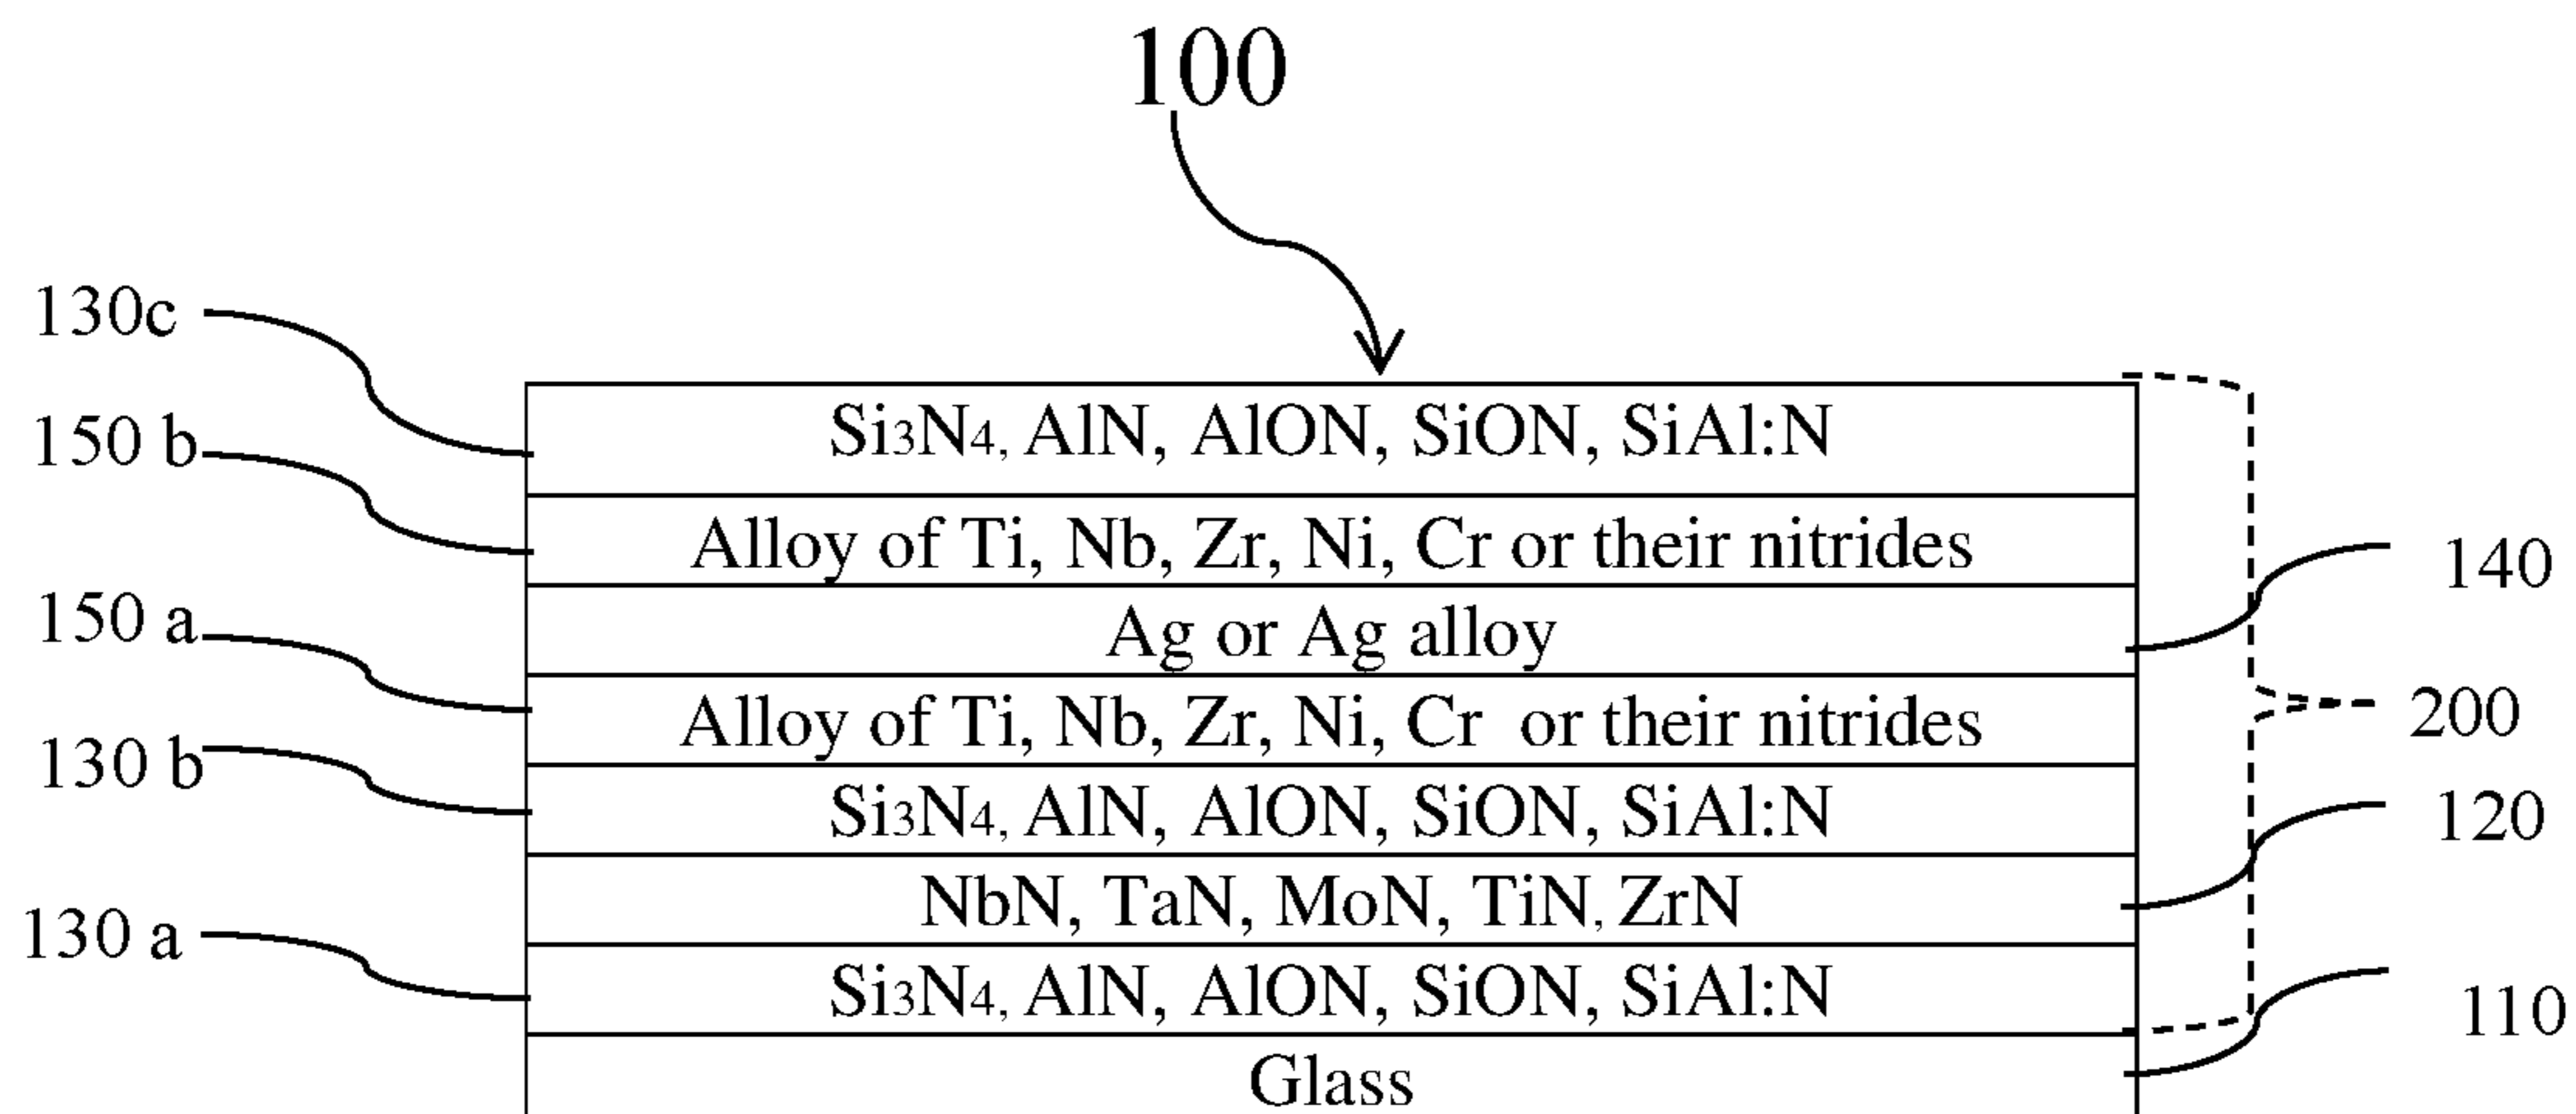 100
130c
Si3N4, AlN, AlON, SiON, SiAl:N
150 b
Alloy of Ti, Nb, Zr, Ni, Cr or their nitrides
140
150 a
Ag or Ag alloy
Alloy of Ti, Nb, Zr, Ni, Cr or their nitrides
200
130 b
Si3N4, AlN, AlON, SiON, SiAl:N
120
NbN, TaN, MoN, TiN, ZrN
130 a
Si3N4, AlN, AlON, SiON, SiAl:N
110
Glass